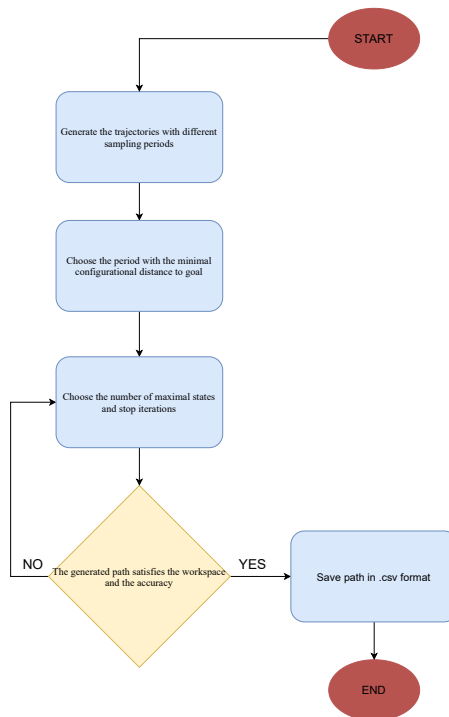 START
Generate the trajectories with different
sampling periods
Choose the period with the minimal
configurational distance to goal
Choose the number of maximal states
and stop iterations
NO
The generated path satisfies the workspace
and the accuracy
YES
Save path in .csv format
END